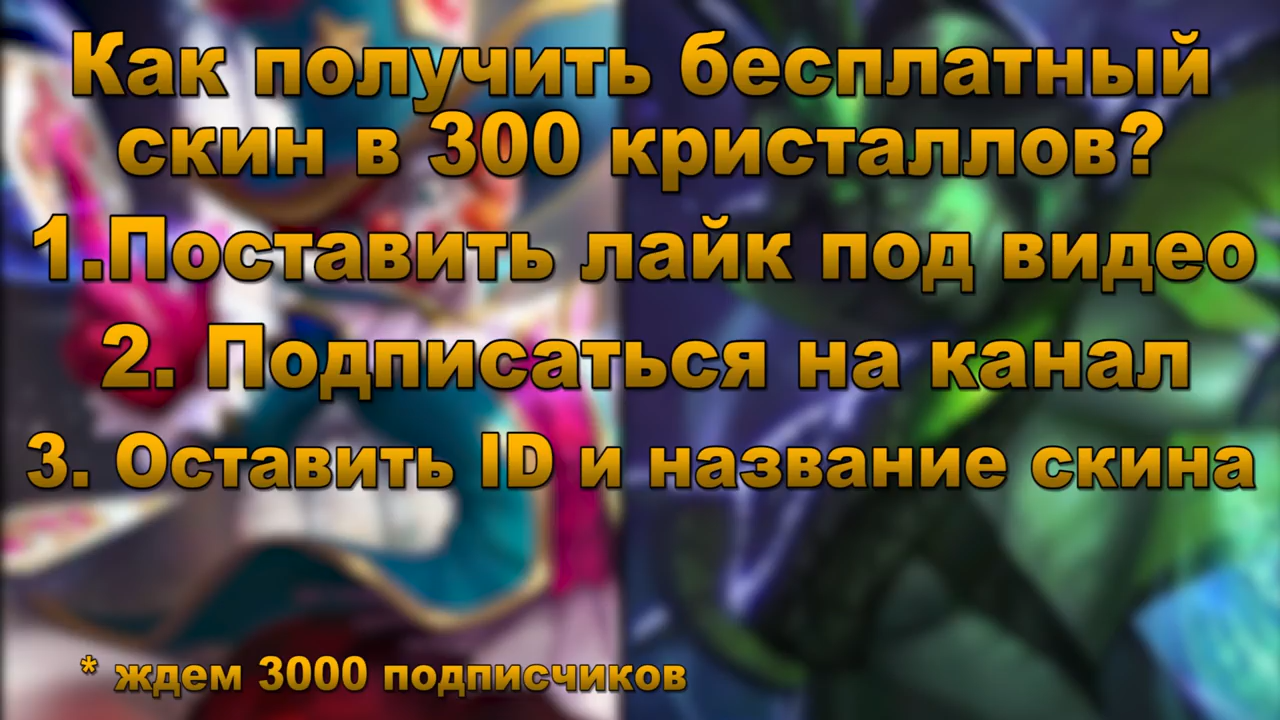 Как получить бесплатный
скин в 300 кристаллов?
1.Поставить лайк под видео
2. Подписаться на канал
3. Оставить ID и название скина
* ждем 3000 подписчиков